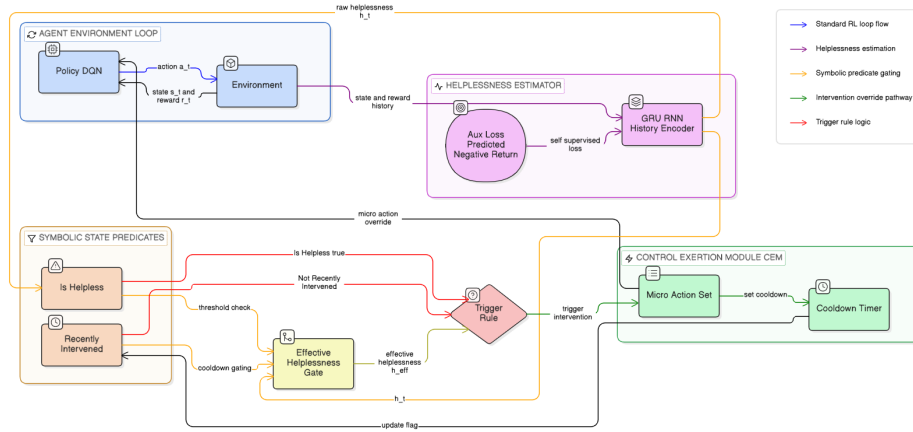 raw helplessness
h_t
AGENT ENVIRONMENT LOOP
Policy DQN
action a_t
state s_t and
reward r_t
Environment
state and reward
history
HELPLESSNESS ESTIMATOR
Aux Loss
Predicted
Negative Return
self supervised
loss
GRU RNN
History Encoder
Standard RL loop flow
Helplessness estimation
Symbolic predicate gating
Intervention override pathway
Trigger rule logic
micro action
override
SYMBOLIC STATE PREDICATES
Is Helpless
Recently
Intervened
Is Helpless true
Not Recently
Intervened
threshold check
cooldown gating
Effective
Helplessness
Gate
effective
helplessness
h_eff
Trigger
Rule
trigger
intervention
CONTROL EXERTION MODULE CEM
Micro Action Set
set cooldown
Cooldown Timer
h_t
update flag